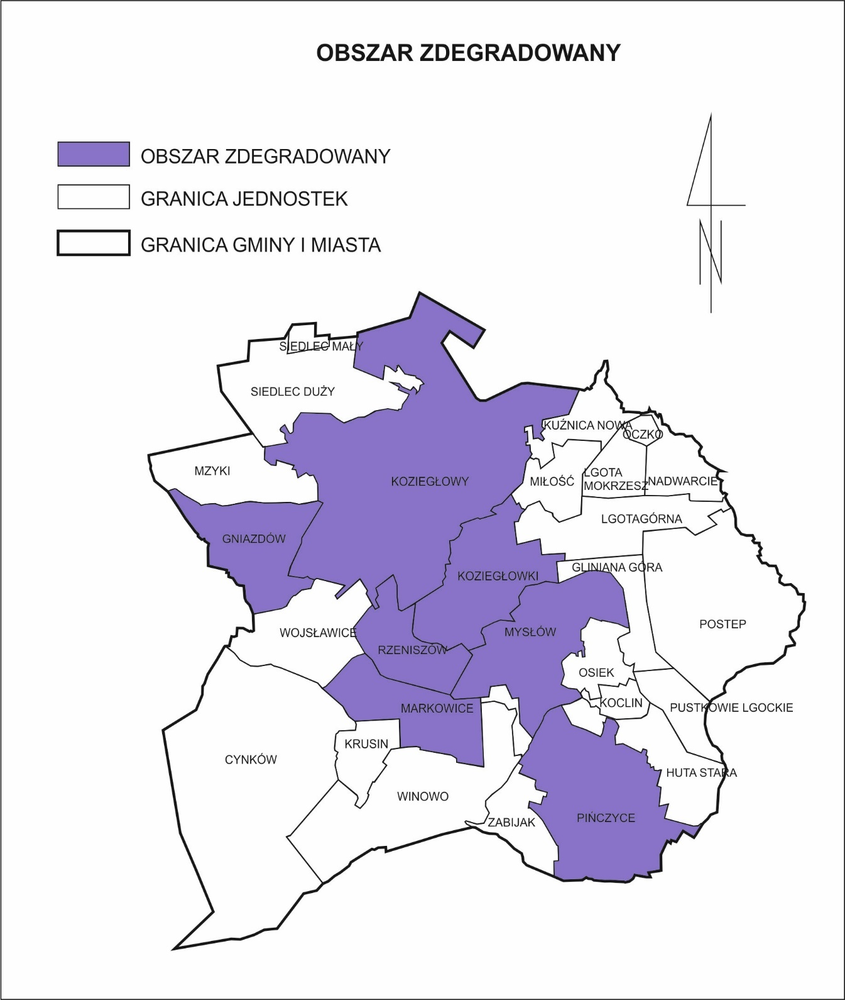 OBSZAR ZDEGRADOWANY
OBSZAR ZDEGRADOWANY
GRANICA JEDNOSTEK
GRANICA GMINY I MIASTA
N
SIEDLEC MAŁY
SIEDLEC DUŻY
KUŹNICA NOWA
OCZKO
MZYKI
KOZIEGŁOWY
MIŁOŚĆ
LGOTA
MOKRZESZ
NADWARCIE
LGOTAGÓRNA
GNIAZDÓW
KOZIEGŁOWKI
GLINIANA GÓRA
POSTEP
WOJSŁAWICE
MYSŁÓW
RZENISZÓW
OSIEK
KOCLIN
PUSTKOWIE LGOCKIE
MARKOWICE
KRUSIN
CYNKÓW
HUTA STARA
WINOWO
PIŃCZYCE
ZABIJAK